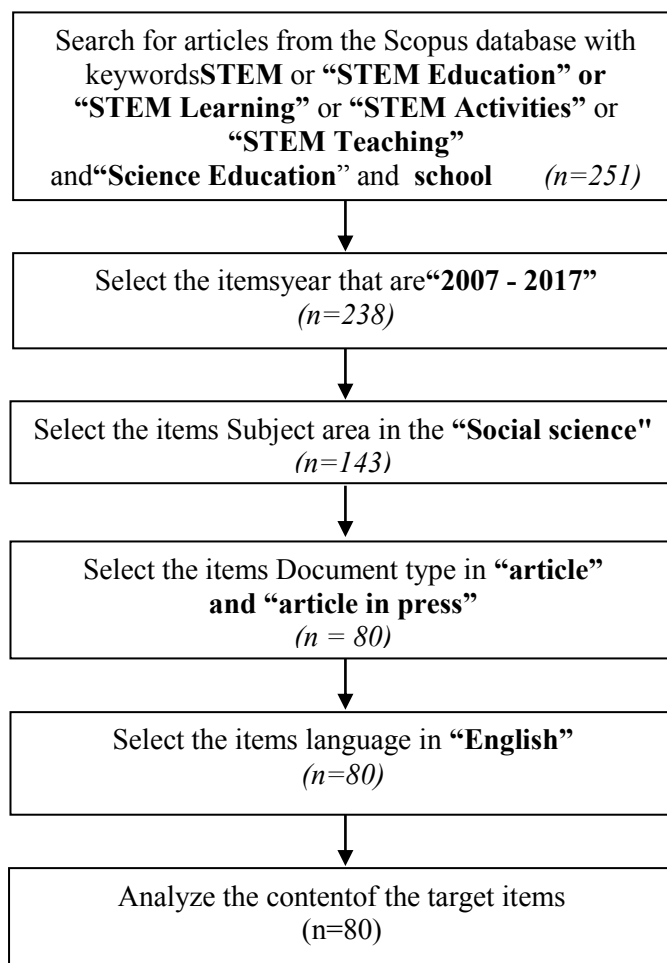 Search for articles from the Scopus database with
keywordsSTEM or “STEM Education” or
“STEM Learning” or “STEM Activities” or
“STEM Teaching”
and“Science Education” and school (n=251)
Select the itemsyear that are“2007 - 2017”
(n=238)
Select the items Subject area in the “Social science"
(n=143)
Select the items Document type in “article”
and “article in press”
(n = 80)
Select the items language in “English”
(n=80)
Analyze the contentof the target items
(n=80)